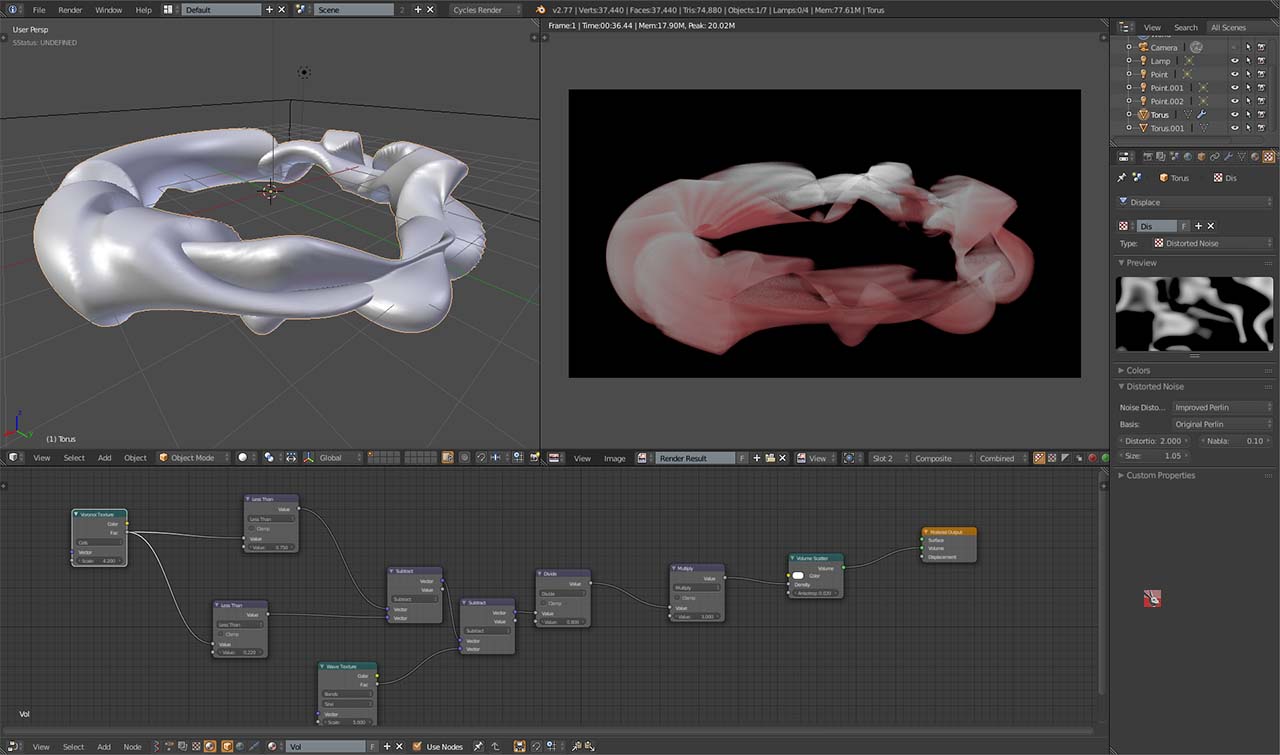 File Render Window Help Default Scene 2 Cycles Render v2.77 | Verts:37,440 | Faces:37,440 | Tris:74,880 | Objects:1/7 | Lamps:0/4 | Mem:77.61M | Torus
User Persp
SStatus: UNDEFINED
(1) Torus
View Select Add Object Object Mode Global
Frame:1 | Time:00:36.44 | Mem:17.90M, Peak: 20.02M
View Image Render Result F View Slot 2 Composite Combined
View Search All Scenes
World
Camera
Lamp
Point
Point.001
Point.002
Torus
Torus.001
Torus Dis
Displace
Dis F
Type: Distorted Noise
Preview
Colors
Distorted Noise
Noise Disto... Improved Perlin
Basis: Original Perlin
Distortio: 2.000 Nabla: 0.10
Size: 1.05
Custom Properties
Voronoi Texture
Color
Fac
Cells
Vector
Scale: 4.200
Less Than
Value
Less Than
Clamp
Value
Value: 0.750
Less Than
Value
Less Than
Clamp
Value
Value: 0.220
Wave Texture
Color
Fac
Bands
Sine
Vector
Scale: 5.000
Subtract
Vector
Value
Subtract
Vector
Vector
Subtract
Vector
Value
Subtract
Vector
Vector
Divide
Value
Divide
Clamp
Value
Value: 0.800
Multiply
Value
Multiply
Clamp
Value
Value: 3.000
Volume Scatter
Volume
Color
Density
Anisotrop: 0.020
Material Output
Surface
Volume
Displacement
Vol
View Select Add Node Vol F Use Nodes